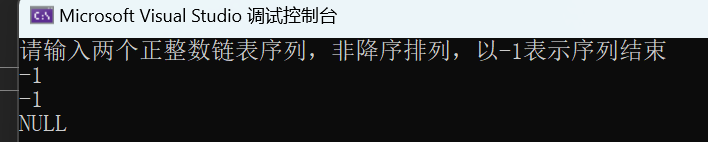 Microsoft Visual Studio 调试控制台
请输入两个正整数链表序列，非降序排列，以-1表示序列结束
-1
-1
NULL